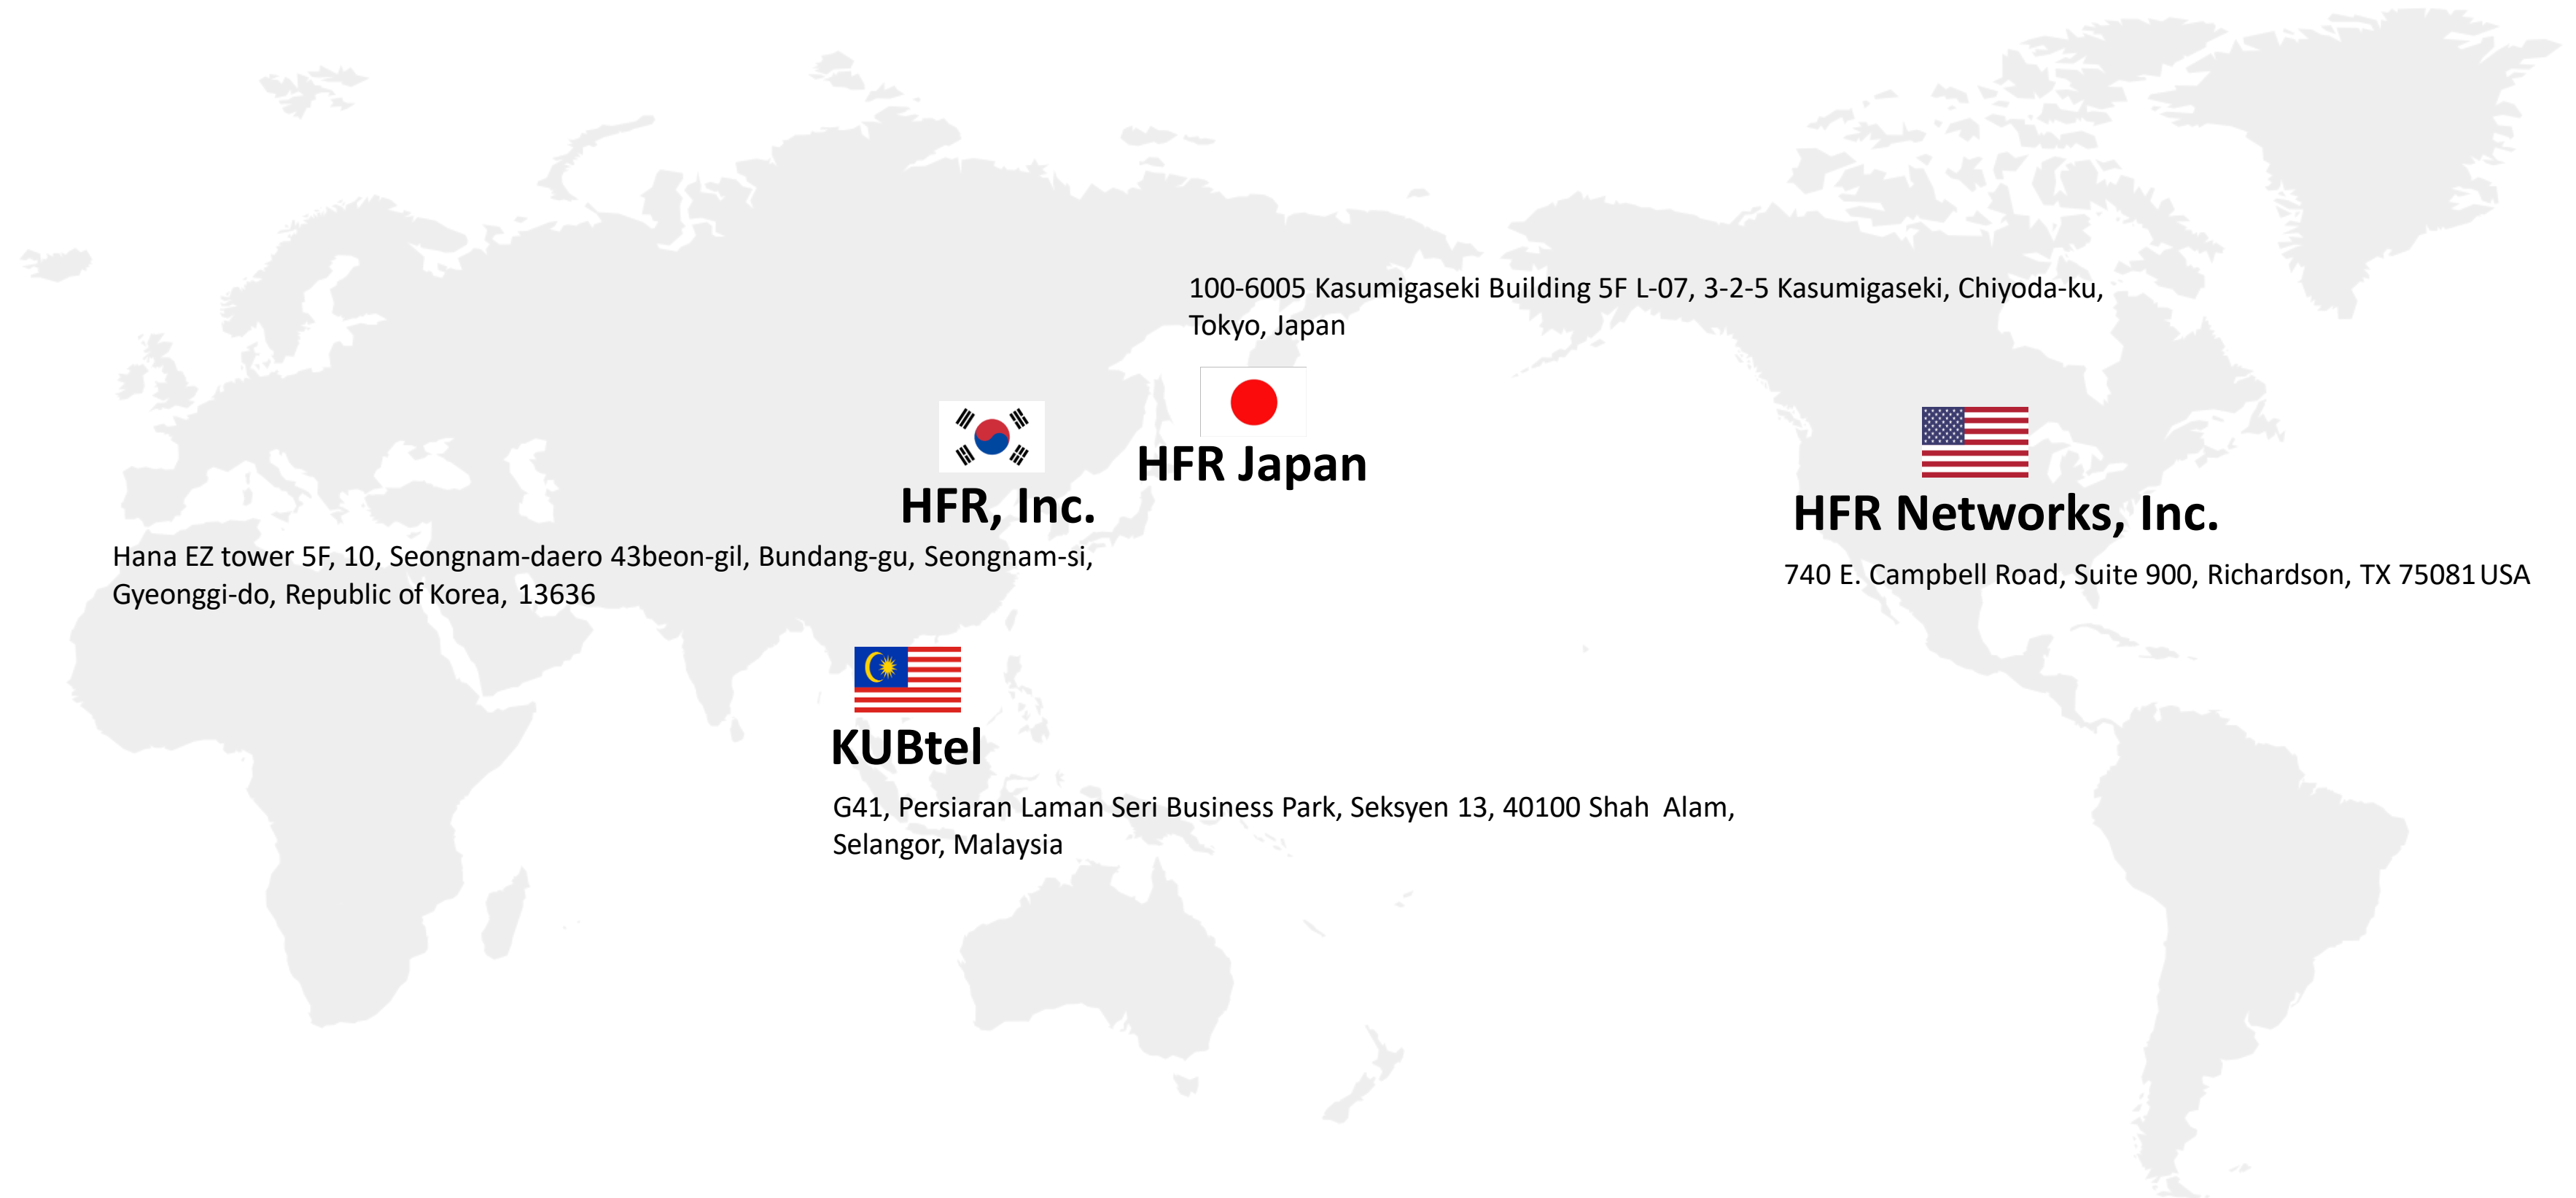 100-6005 Kasumigaseki Building 5F L-07, 3-2-5 Kasumigaseki, Chiyoda-ku,
Tokyo, Japan
HFR Japan
HFR, Inc.
Hana EZ tower 5F, 10, Seongnam-daero 43beon-gil, Bundang-gu, Seongnam-si,
Gyeonggi-do, Republic of Korea, 13636
HFR Networks, Inc.
740 E. Campbell Road, Suite 900, Richardson, TX 75081 USA
KUBtel
G41, Persiaran Laman Seri Business Park, Seksyen 13, 40100 Shah Alam,
Selangor, Malaysia